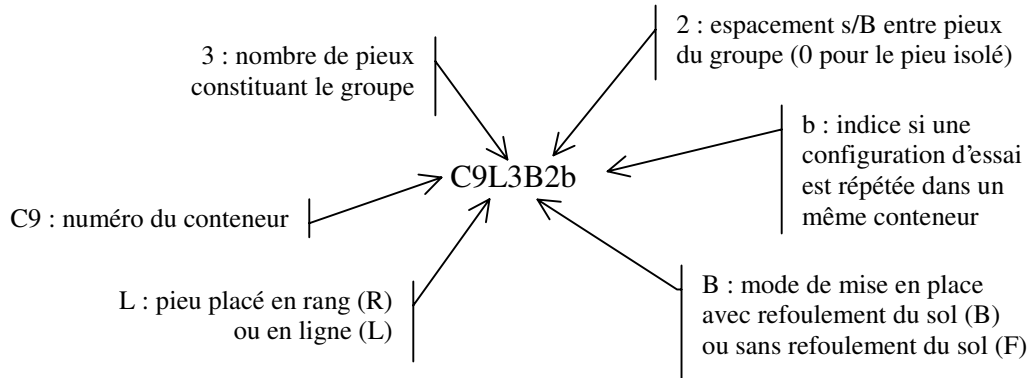 3 : nombre de pieux
constituant le groupe
2 : espacement s/B entre pieux
du groupe (0 pour le pieu isolé)
b : indice si une
configuration d'essai
est répétée dans un
même conteneur
C9L3B2b
C9 : numéro du conteneur
L : pieu placé en rang (R)
ou en ligne (L)
B : mode de mise en place
avec refoulement du sol (B)
ou sans refoulement du sol (F)